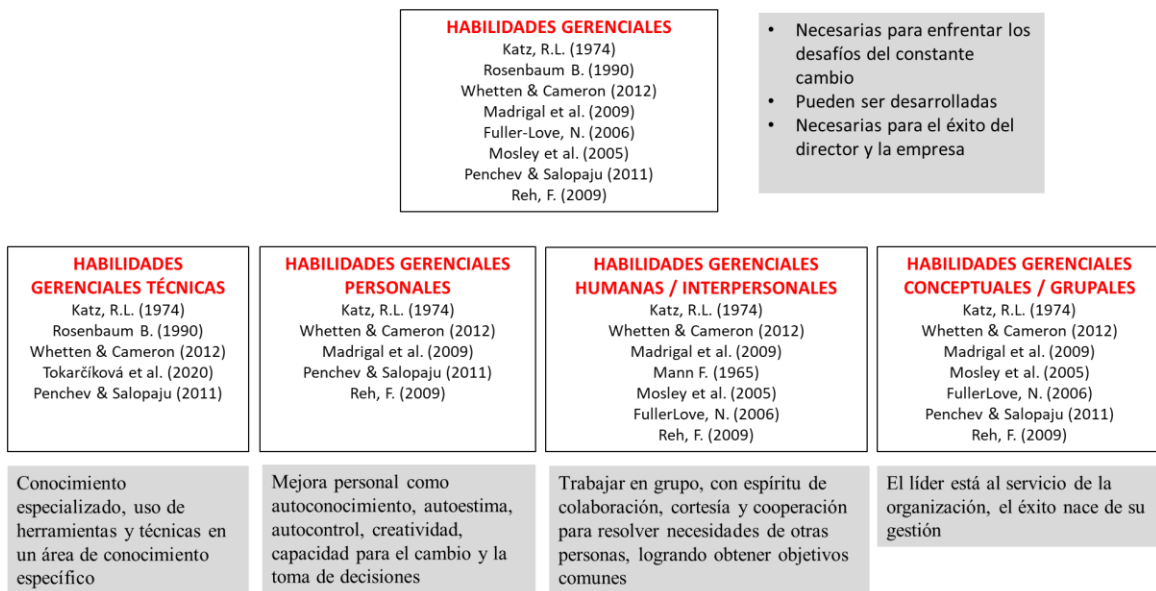 HABILIDADES GERENCIALES
Katz, R.L. (1974)
Rosenbaum B. (1990)
Whetten & Cameron (2012)
Madrigal et al. (2009)
Fuller-Love, N. (2006)
Mosley et al. (2005)
Penchev & Salopaju (2011)
Reh, F. (2009)
• Necesarias para enfrentar los
desafíos del constante
cambio
• Pueden ser desarrolladas
• Necesarias para el éxito del
director y la empresa
HABILIDADES
GERENCIALES TÉCNICAS
Katz, R.L. (1974)
Rosenbaum B. (1990)
Whetten & Cameron (2012)
Tokarčíková et al. (2020)
Penchev & Salopaju (2011)
HABILIDADES GERENCIALES
PERSONALES
Katz, R.L. (1974)
Whetten & Cameron (2012)
Madrigal et al. (2009)
Penchev & Salopaju (2011)
Reh, F. (2009)
HABILIDADES GERENCIALES
HUMANAS / INTERPERSONALES
Katz, R.L. (1974)
Whetten & Cameron (2012)
Madrigal et al. (2009)
Mann F. (1965)
Mosley et al. (2005)
FullerLove, N. (2006)
Reh, F. (2009)
HABILIDADES GERENCIALES
CONCEPTUALES / GRUPALES
Katz, R.L. (1974)
Whetten & Cameron (2012)
Madrigal et al. (2009)
Mosley et al. (2005)
FullerLove, N. (2006)
Penchev & Salopaju (2011)
Reh, F. (2009)
Conocimiento
especializado, uso de
herramientas y técnicas en
un área de conocimiento
específico
Mejora personal como
autoconocimiento, autoestima,
autocontrol, creatividad,
capacidad para el cambio y la
toma de decisiones
Trabajar en grupo, con espíritu de
colaboración, cortesía y cooperación
para resolver necesidades de otras
personas, logrando obtener objetivos
comunes
El líder está al servicio de la
organización, el éxito nace de su
gestión